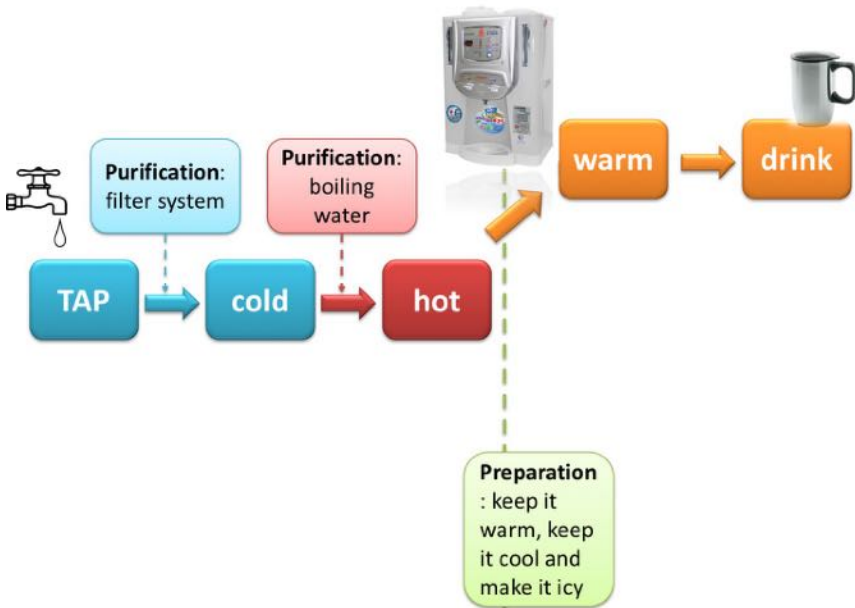 Purification:
filter system
Purification:
boiling
water
warm
drink
TAP
cold
hot
Preparation
: keep it
warm, keep
it cool and
make it icy